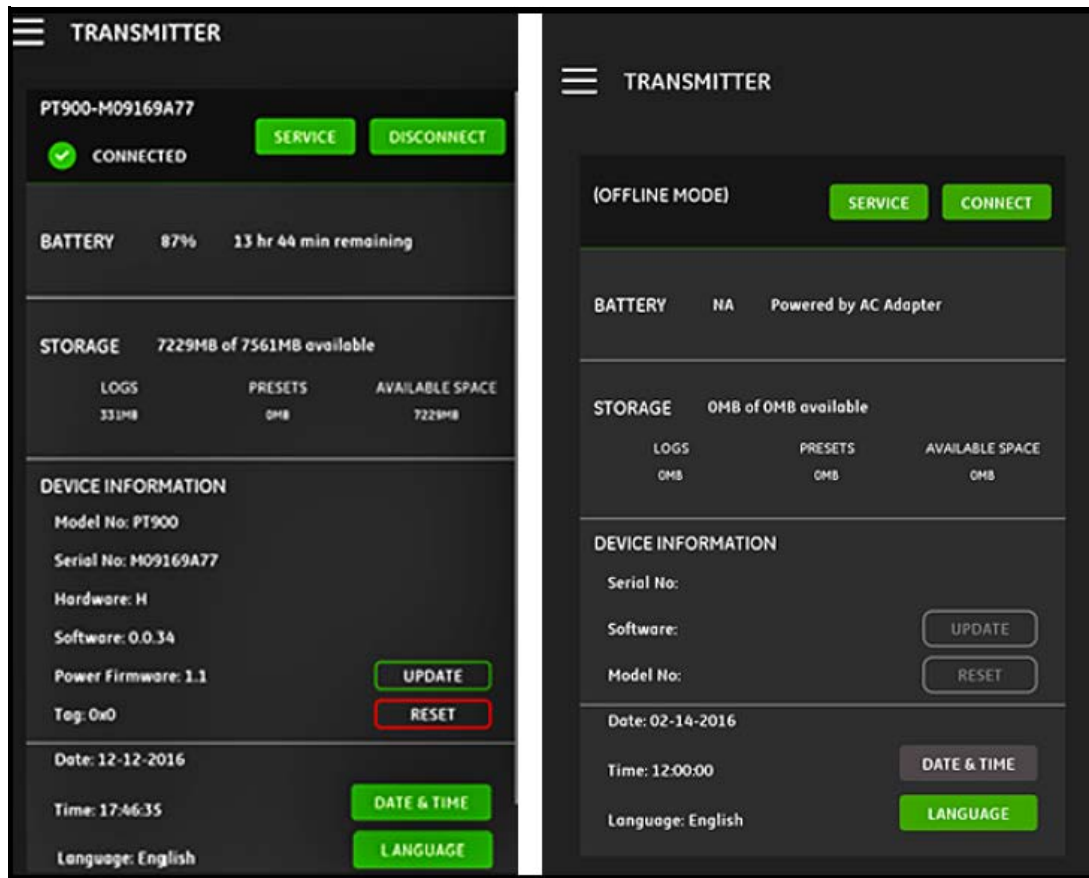 TRANSMITTER
PT900-M09169A77
CONNECTED
SERVICE
DISCONNECT
BATTERY 87% 13 hr 44 min remaining
STORAGE 7229MB of 7561MB available
LOGS PRESETS AVAILABLE SPACE
331MB 0MB 7229MB
DEVICE INFORMATION
Model No: PT900
Serial No: M09169A77
Hardware: H
Software: 0.0.34
Power Firmware: 1.1 UPDATE
Tag: 0x0 RESET
Date: 12-12-2016
Time: 17:46:35 DATE & TIME
Language: English LANGUAGE
TRANSMITTER
(OFFLINE MODE) SERVICE CONNECT
BATTERY NA Powered by AC Adapter
STORAGE 0MB of 0MB available
LOGS PRESETS AVAILABLE SPACE
0MB 0MB 0MB
DEVICE INFORMATION
Serial No:
Software: UPDATE
Model No: RESET
Date: 02-14-2016
Time: 12:00:00 DATE & TIME
Language: English LANGUAGE